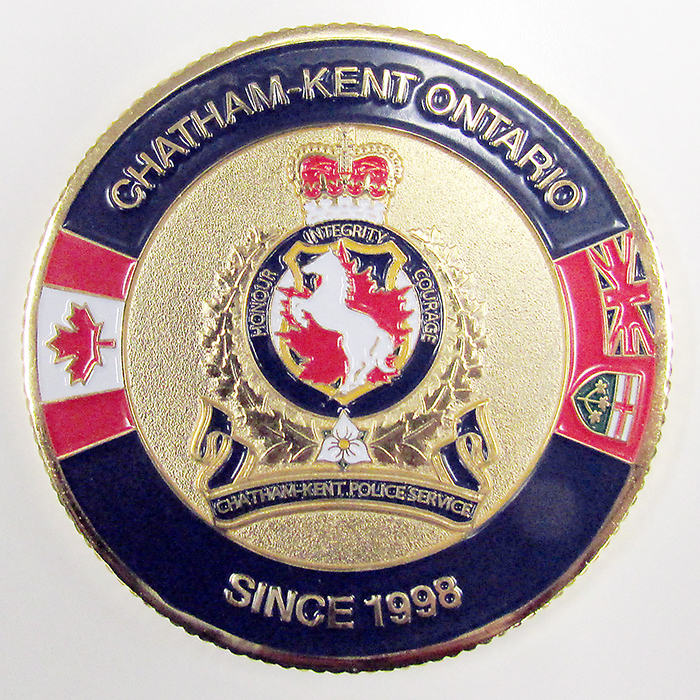 CHATHAM-KENT ONTARIO
HONOUR
INTEGRITY
COURAGE
CHATHAM-KENT POLICE SERVICE
SINCE 1998